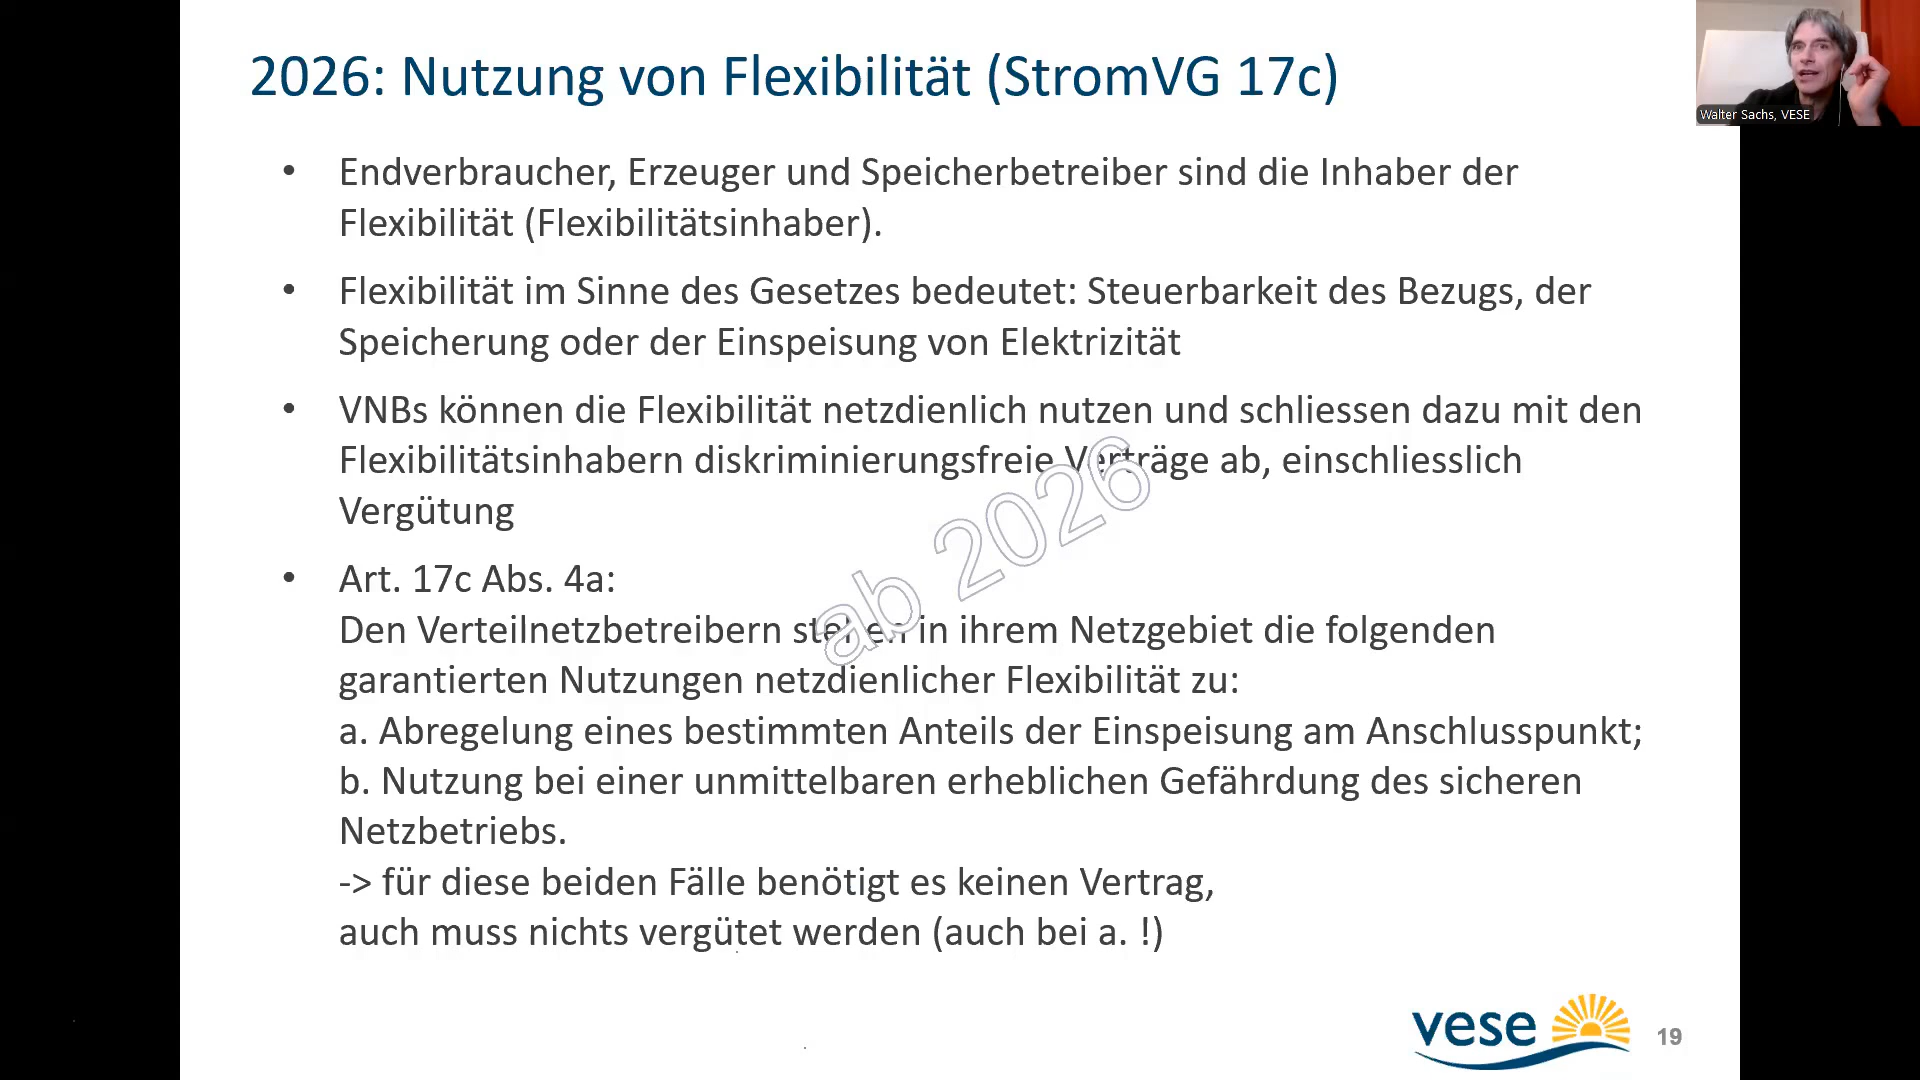 2026: Nutzung von Flexibilität (StromVG 17c)
Walter Sachs, VESE
• Endverbraucher, Erzeuger und Speicherbetreiber sind die Inhaber der
Flexibilität (Flexibilitätsinhaber).
• Flexibilität im Sinne des Gesetzes bedeutet: Steuerbarkeit des Bezugs, der
Speicherung oder der Einspeisung von Elektrizität
• VNBs können die Flexibilität netzdienlich nutzen und schliessen dazu mit den
Flexibilitätsinhabern diskriminierungsfreie Verträge ab, einschliesslich
Vergütung
ab 2026
• Art. 17c Abs. 4a:
Den Verteilnetzbetreibern stehen in ihrem Netzgebiet die folgenden
garantierten Nutzungen netzdienlicher Flexibilität zu:
a. Abregelung eines bestimmten Anteils der Einspeisung am Anschlusspunkt;
b. Nutzung bei einer unmittelbaren erheblichen Gefährdung des sicheren
Netzbetriebs.
-> für diese beiden Fälle benötigt es keinen Vertrag,
auch muss nichts vergütet werden (auch bei a. !)
vese
19